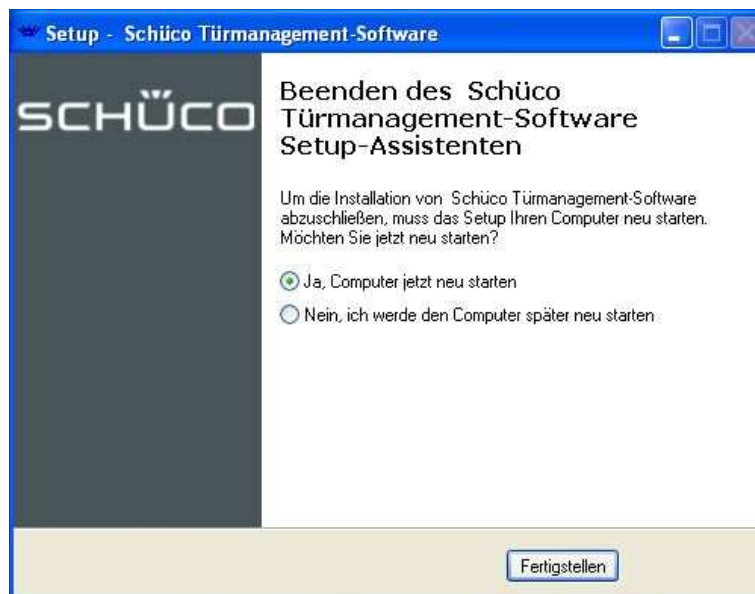 Setup - Schüco Türmanagement-Software
SCHÜCO
Beenden des Schüco
Türmanagement-Software
Setup-Assistenten
Um die Installation von Schüco Türmanagement-Software
abzuschließen, muss das Setup Ihren Computer neu starten.
Möchten Sie jetzt neu starten?
Ja, Computer jetzt neu starten
Nein, ich werde den Computer später neu starten
Fertigstellen